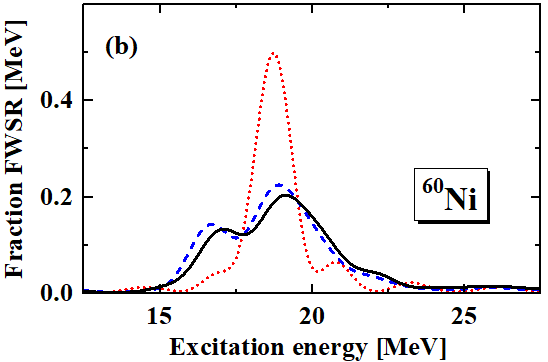 (b)
Fraction FWSR [MeV]
0.4
0.2
0.0
60Ni
15 20 25
Excitation energy [MeV]